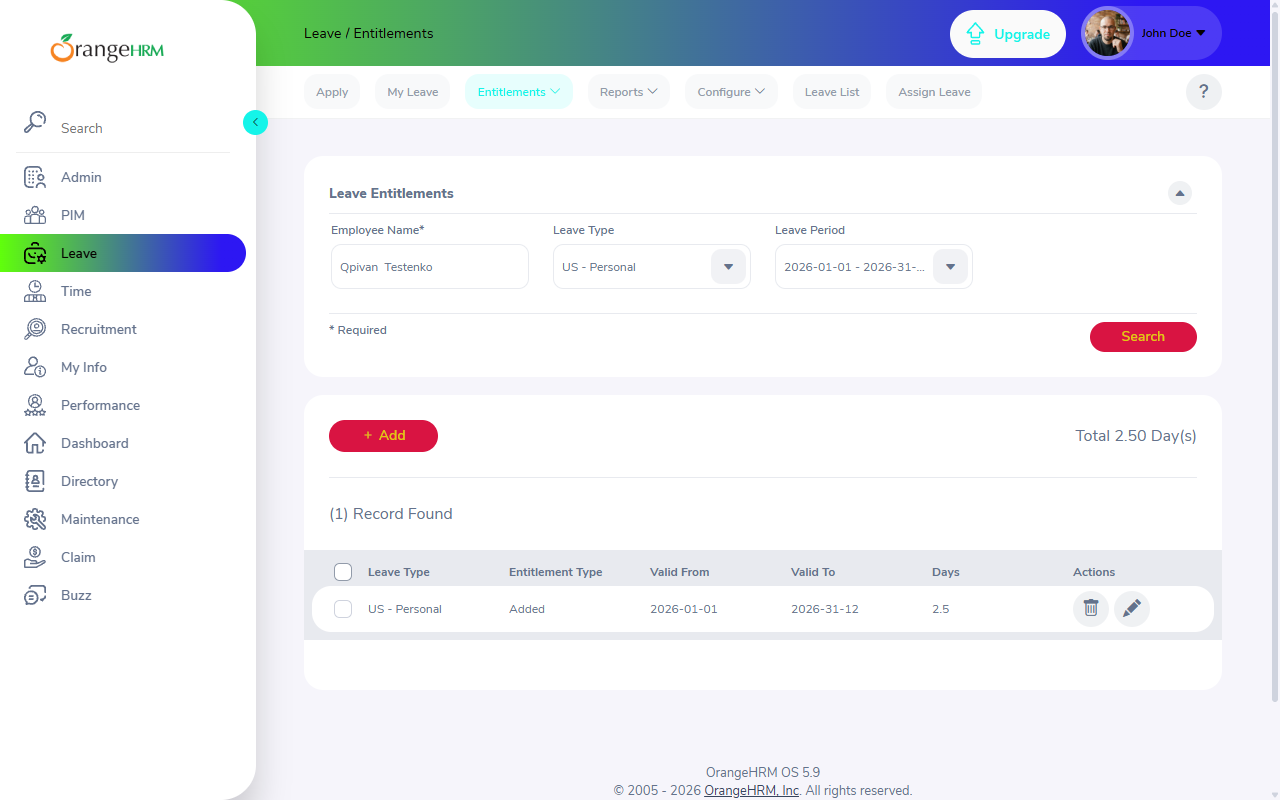 OrangeHRM
Leave / Entitlements
Upgrade
John Doe
Apply
My Leave
Entitlements
Reports
Configure
Leave List
Assign Leave
?
Search
Admin
PIM
Leave
Time
Recruitment
My Info
Performance
Dashboard
Directory
Maintenance
Claim
Buzz
Leave Entitlements
Employee Name*
Leave Type
Leave Period
Qpivan  Testenko
US - Personal
2026-01-01 - 2026-31-...
* Required
Search
+ Add
Total 2.50 Day(s)
(1) Record Found
Leave Type Entitlement Type Valid From Valid To Days Actions
US - Personal Added 2026-01-01 2026-31-12 2.5
OrangeHRM OS 5.9
© 2005 - 2026 OrangeHRM, Inc. All rights reserved.